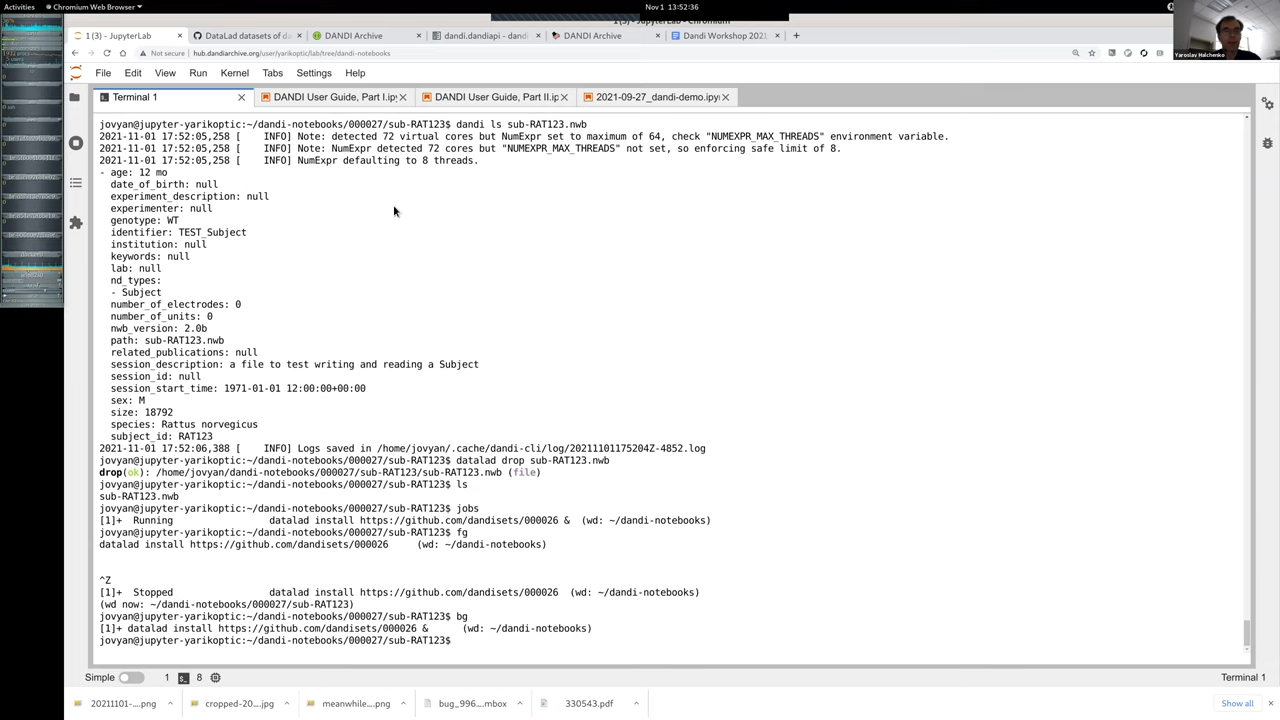 Activities
Chromium Web Browser
Nov 1 13:52:36
1 (3) - JupyterLab - Chromium
1 (3) - JupyterLab
DataLad datasets of da
DANDI Archive
dandi.dandiapi - dandi
DANDI Archive
Dandi Workshop 2021
Not secure
hub.dandiarchive.org/user/yarikoptic/lab/tree/dandi-notebooks
Yaroslav Halchenko
File
Edit
View
Run
Kernel
Tabs
Settings
Help
Terminal 1
DANDI User Guide, Part I.ipy
DANDI User Guide, Part II.ip
2021-09-27_dandi-demo.ipyn
jovyan@jupyter-yarikoptic:~/dandi-notebooks/000027/sub-RAT123$ dandi ls sub-RAT123.nwb
2021-11-01 17:52:05,258 [    INFO] Note: detected 72 virtual cores but NumExpr set to maximum of 64, check "NUMEXPR_MAX_THREADS" environment variable.
2021-11-01 17:52:05,258 [    INFO] Note: NumExpr detected 72 cores but "NUMEXPR_MAX_THREADS" not set, so enforcing safe limit of 8.
2021-11-01 17:52:05,258 [    INFO] NumExpr defaulting to 8 threads.
- age: 12 mo
date_of_birth: null
experiment_description: null
experimenter: null
genotype: WT
identifier: TEST_Subject
institution: null
keywords: null
lab: null
nd_types:
- Subject
number_of_electrodes: 0
number_of_units: 0
nwb_version: 2.0b
path: sub-RAT123.nwb
related_publications: null
session_description: a file to test writing and reading a Subject
session_id: null
session_start_time: 1971-01-01 12:00:00+00:00
sex: M
size: 18792
species: Rattus norvegicus
subject_id: RAT123
2021-11-01 17:52:06,388 [    INFO] Logs saved in /home/jovyan/.cache/dandi-cli/log/20211101175204Z-4852.log
jovyan@jupyter-yarikoptic:~/dandi-notebooks/000027/sub-RAT123$ datalad drop sub-RAT123.nwb
drop(ok): /home/jovyan/dandi-notebooks/000027/sub-RAT123/sub-RAT123.nwb (file)
jovyan@jupyter-yarikoptic:~/dandi-notebooks/000027/sub-RAT123$ ls
sub-RAT123.nwb
jovyan@jupyter-yarikoptic:~/dandi-notebooks/000027/sub-RAT123$ jobs
[1]+  Running                 datalad install https://github.com/dandisets/000026 &  (wd: ~/dandi-notebooks)
jovyan@jupyter-yarikoptic:~/dandi-notebooks/000027/sub-RAT123$ fg
datalad install https://github.com/dandisets/000026     (wd: ~/dandi-notebooks)
^Z
[1]+  Stopped                 datalad install https://github.com/dandisets/000026  (wd: ~/dandi-notebooks)
(wd now: ~/dandi-notebooks/000027/sub-RAT123)
jovyan@jupyter-yarikoptic:~/dandi-notebooks/000027/sub-RAT123$ bg
[1]+ datalad install https://github.com/dandisets/000026 &      (wd: ~/dandi-notebooks)
jovyan@jupyter-yarikoptic:~/dandi-notebooks/000027/sub-RAT123$
Simple
1
8
Terminal 1
20211101-....png
cropped-20....jpg
meanwhile....png
bug_996....mbox
330543.pdf
Show all